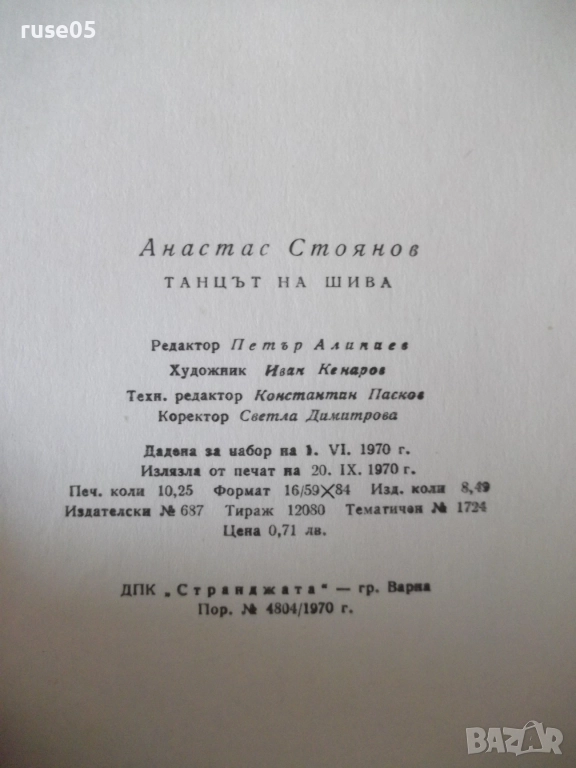 ruse05
Анастас Стоянов
ТАНЦЪТ НА ШИВА
Редактор Петър Алипиев
Художник Иван Кенаров
Техн. редактор Константин Пасков
Коректор Светла Димитрова
Дадена за набор на 1. VI. 1970 г.
Излязла от печат на 20. IX. 1970 г.
Печ. коли 10,25 Формат 16/59×84 Изд. коли 8,49
Издателски № 687 Тираж 12080 Тематичен № 1724
Цена 0,71 лв.
ДПК „Странджата“ — гр. Варна
Пор. № 4804/1970 г.
BAZAR